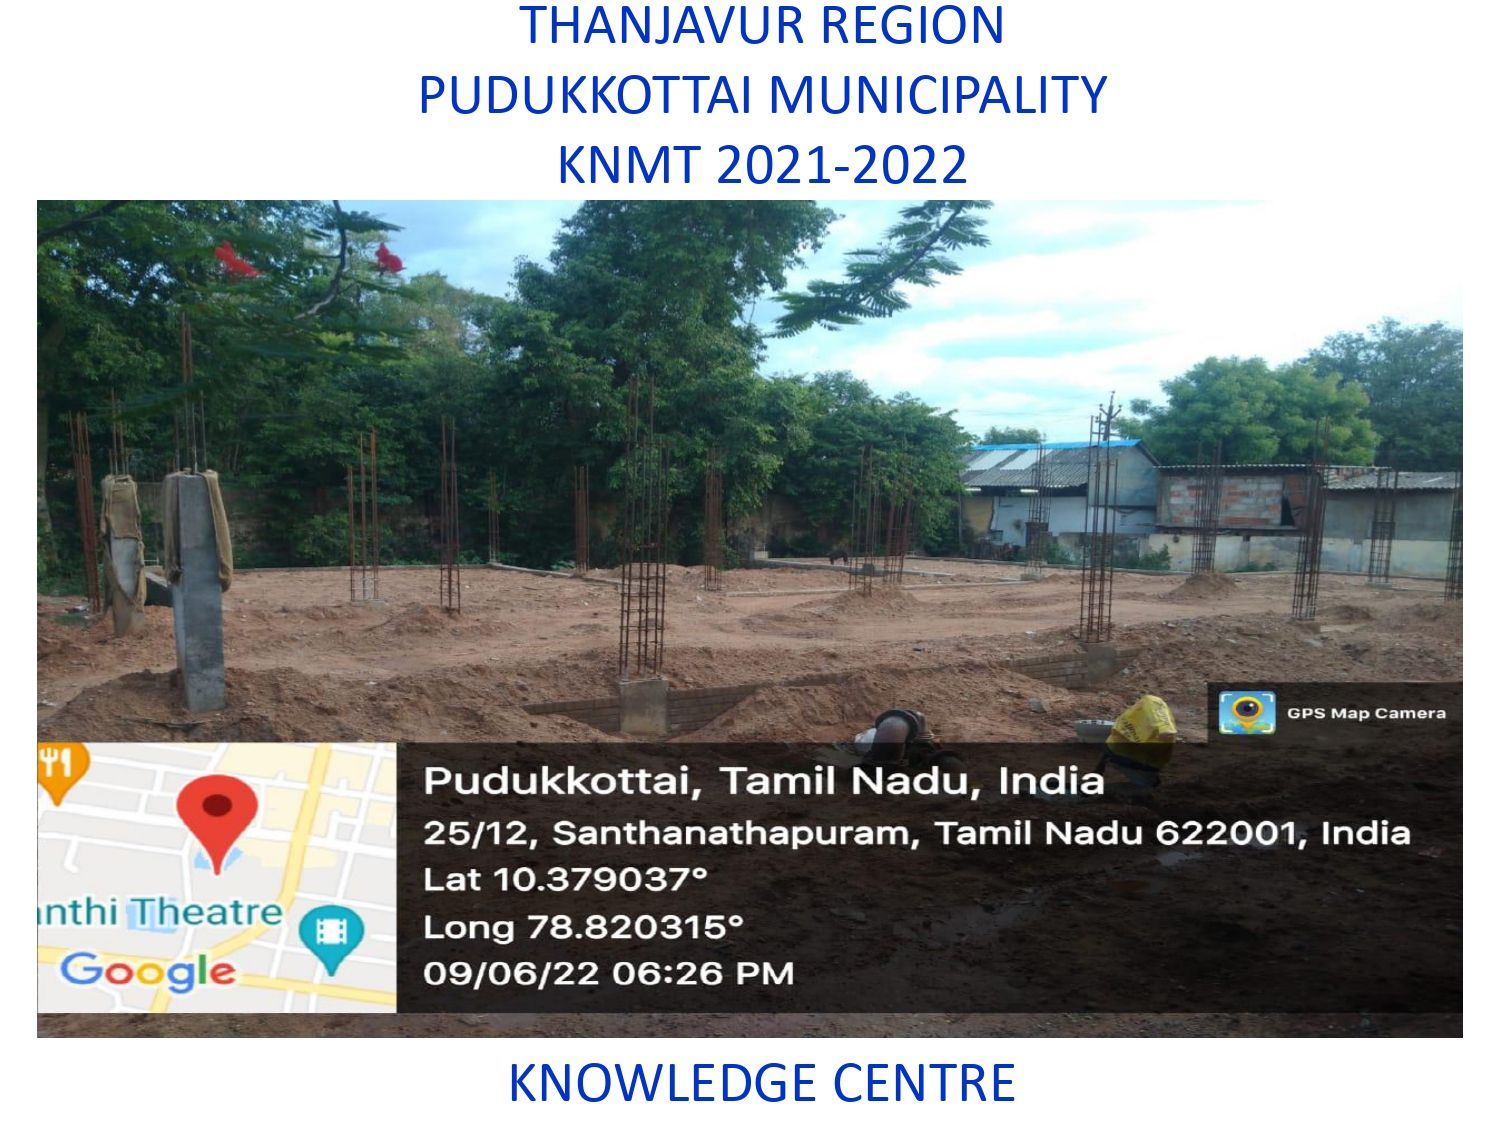 THANJAVUR REGION
PUDUKKOTTAI MUNICIPALITY
KNMT 2021-2022
GPS Map Camera
Pudukkottai, Tamil Nadu, India
25/12, Santhanathapuram, Tamil Nadu 622001, India
Lat 10.379037°
Long 78.820315°
09/06/22 06:26 PM
nthi Theatre
Google
KNOWLEDGE CENTRE